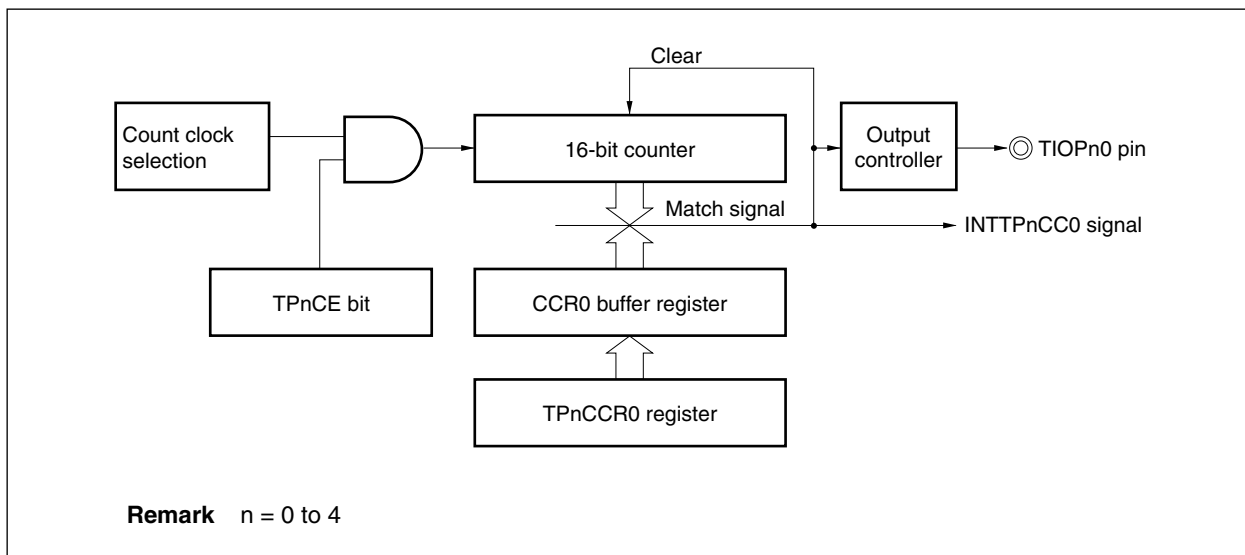 Clear
Count clock
selection
16-bit counter
Output
controller
TIOPn0 pin
Match signal
INTTPnCC0 signal
TPnCE bit
CCR0 buffer register
TPnCCR0 register
Remark n = 0 to 4